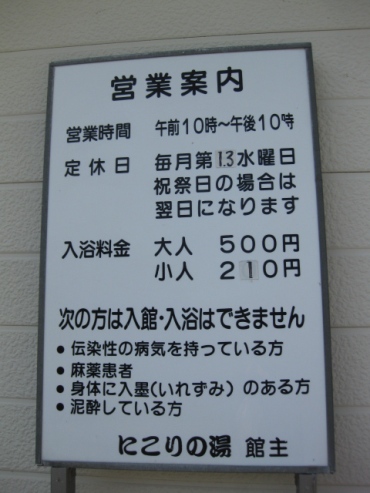 営業案内
営業時間 午前10時～午後10時
定休日 毎月第1.3水曜日
祝祭日の場合は
翌日になります
入浴料金 大人 500円
小人 210円
次の方は入館・入浴はできません
● 伝染性の病気を持っている方
● 麻薬患者
● 身体に入墨(いれずみ)のある方
● 泥酔している方
にこりの湯 館主